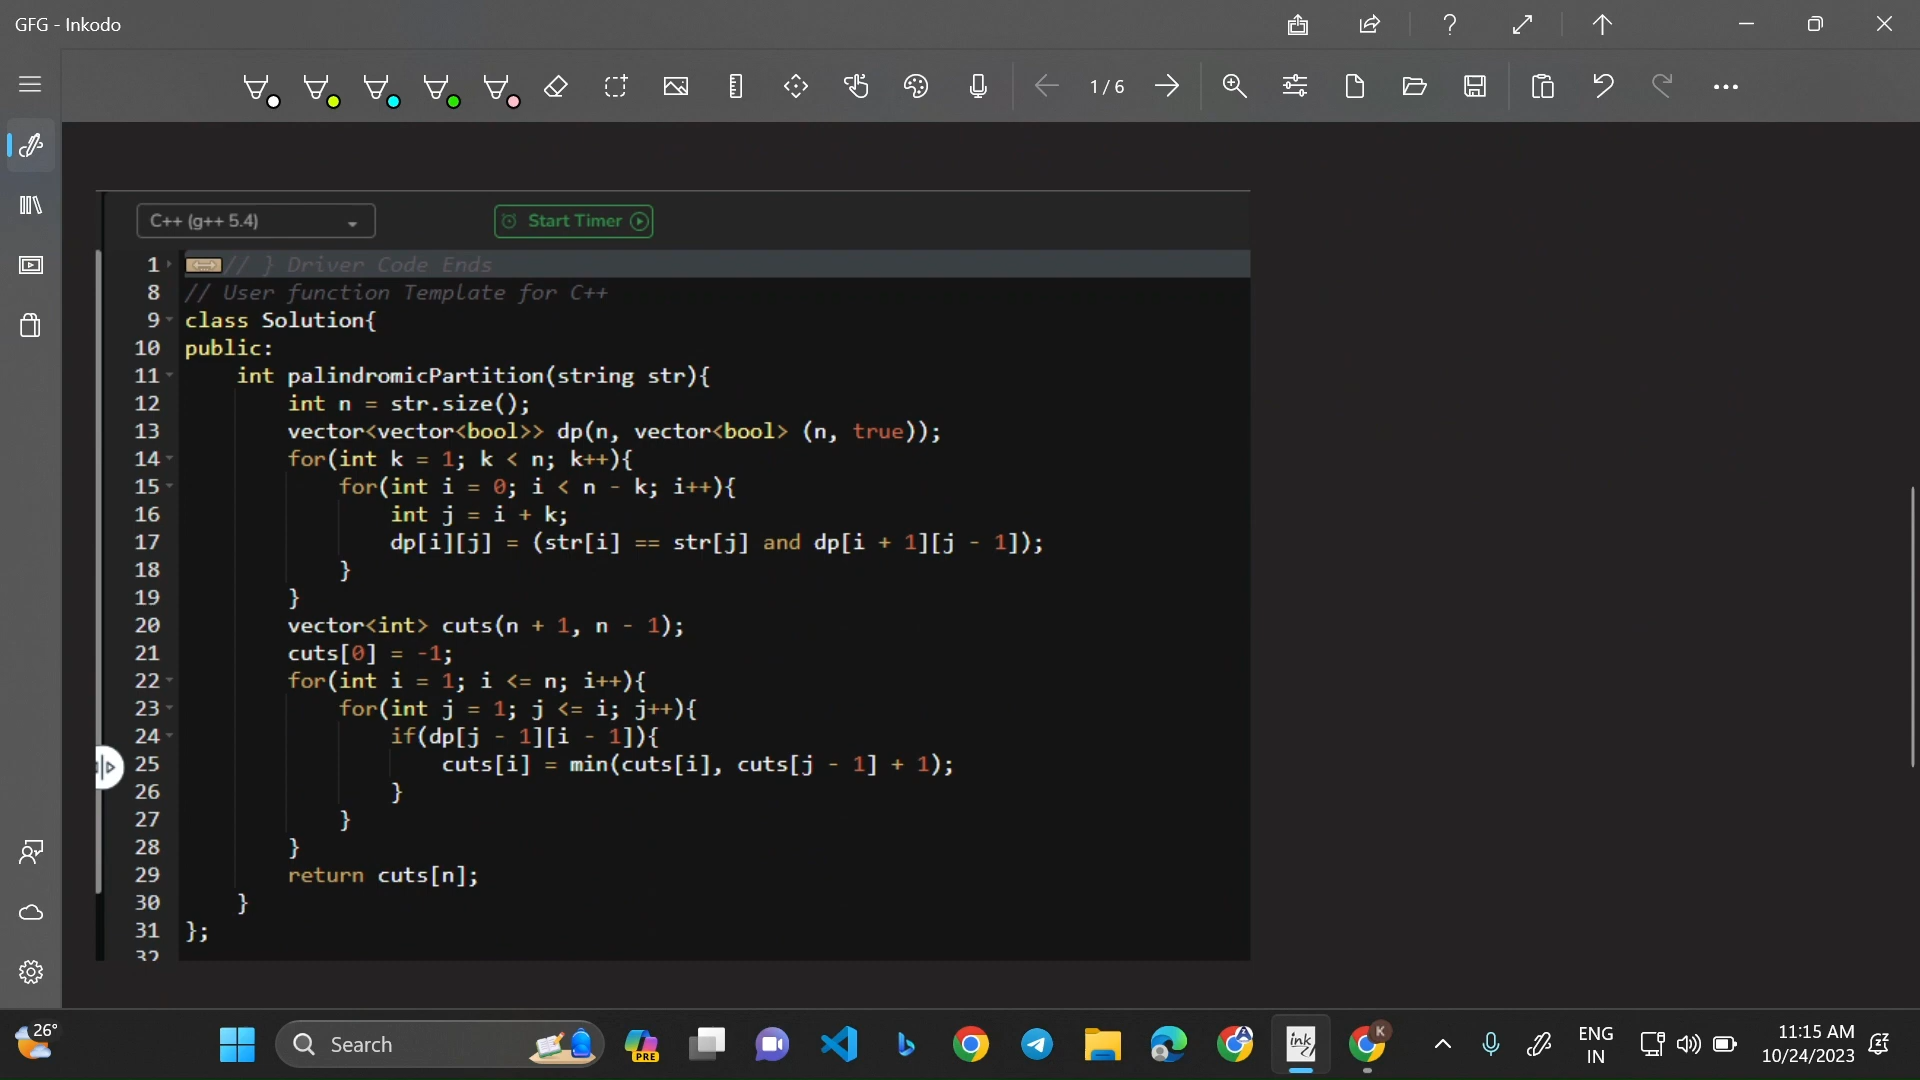 GFG - Inkodo
1 / 6
C++ (g++ 5.4)
Start Timer
1 // } Driver Code Ends
8 // User function Template for C++
9 class Solution{
10 public:
11 int palindromicPartition(string str){
12 int n = str.size();
13 vector<vector<bool>> dp(n, vector<bool> (n, true));
14 for(int k = 1; k < n; k++){
15 for(int i = 0; i < n - k; i++){
16 int j = i + k;
17 dp[i][j] = (str[i] == str[j] and dp[i + 1][j - 1]);
18 }
19 }
20 vector<int> cuts(n + 1, n - 1);
21 cuts[0] = -1;
22 for(int i = 1; i <= n; i++){
23 for(int j = 1; j <= i; j++){
24 if(dp[j - 1][i - 1]){
25 cuts[i] = min(cuts[i], cuts[j - 1] + 1);
26 }
27 }
28 }
29 return cuts[n];
30 }
31 };
32
26°
Search
PRE
ink
K
ENG
IN
11:15 AM
10/24/2023